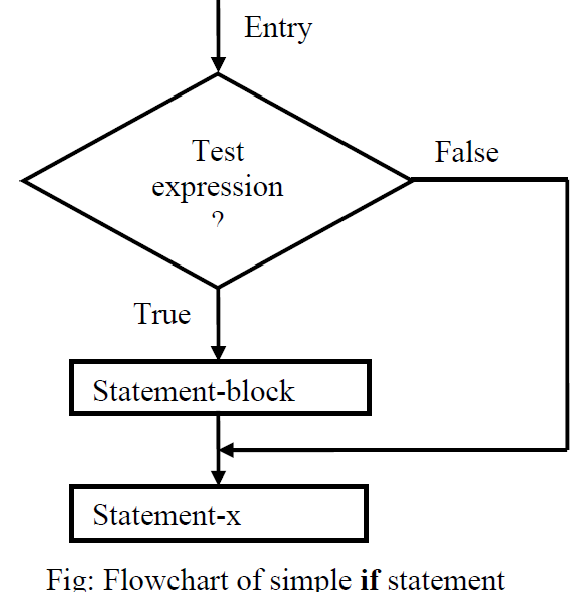 Entry
Test
expression
?
False
True
Statement-block
Statement-x
Fig: Flowchart of simple if statement